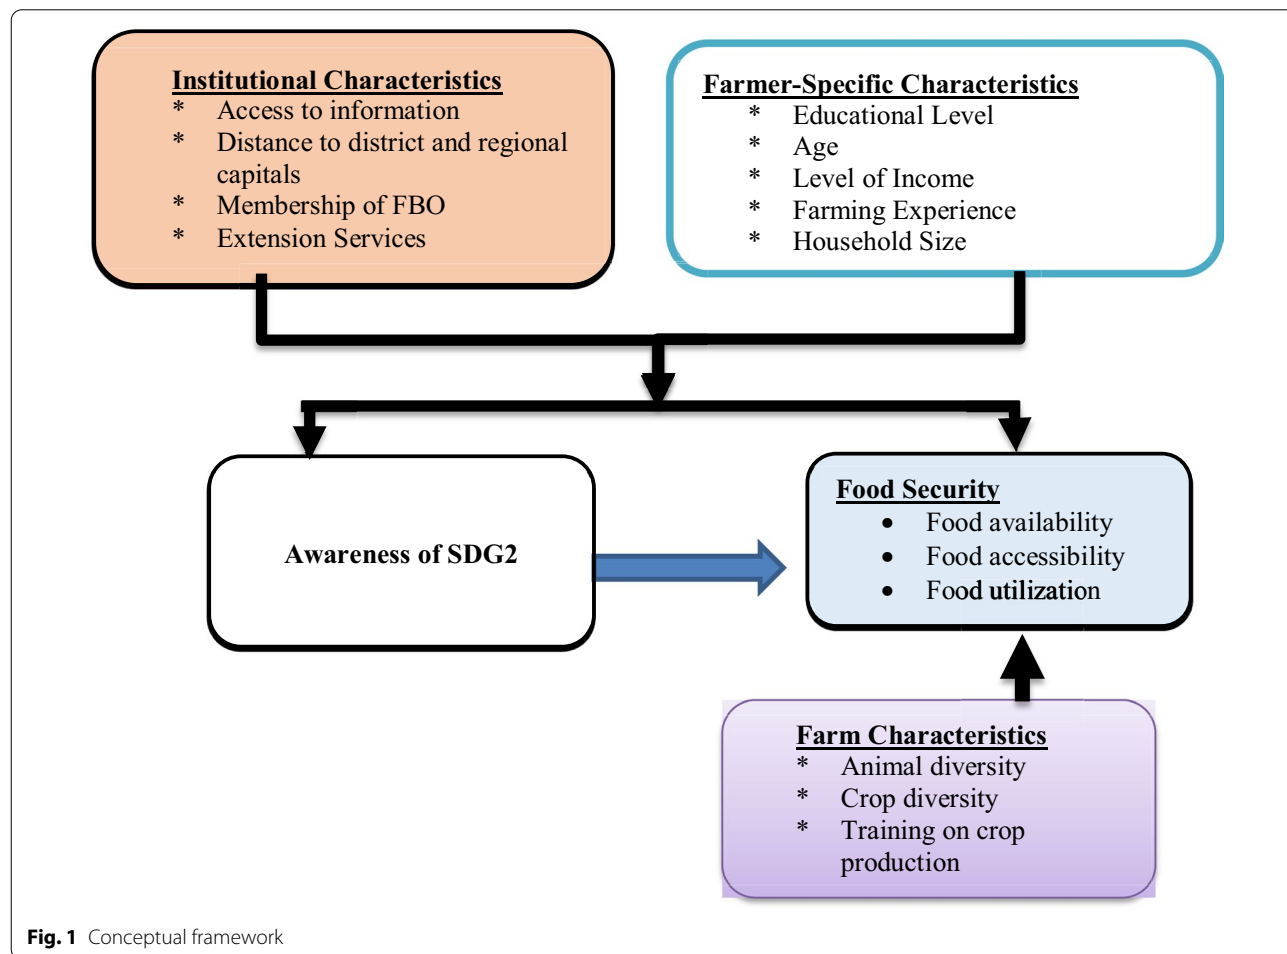 Institutional Characteristics
* Access to information
* Distance to district and regional
capitals
* Membership of FBO
* Extension Services
Farmer-Specific Characteristics
* Educational Level
* Age
* Level of Income
* Farming Experience
* Household Size
Awareness of SDG2
Food Security
• Food availability
• Food accessibility
• Food utilization
Farm Characteristics
* Animal diversity
* Crop diversity
* Training on crop
production
Fig. 1 Conceptual framework